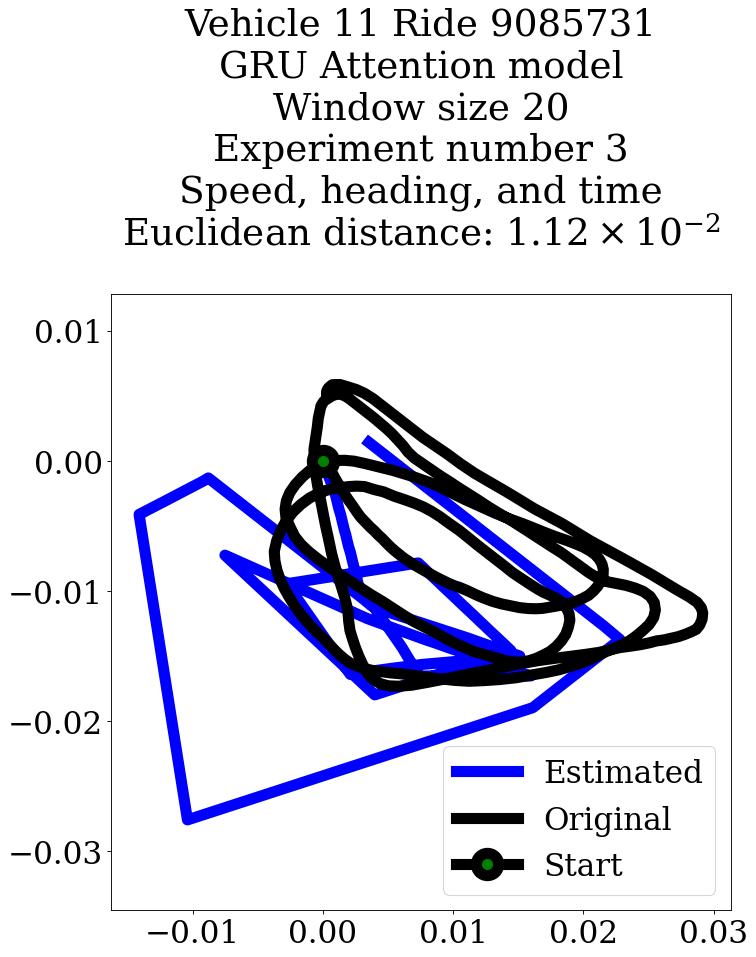 Vehicle 11 Ride 9085731
GRU Attention model
Window size 20
Experiment number 3
Speed, heading, and time
Euclidean distance: 1.12 × 10⁻²
0.01
0.00
−0.01
−0.02
−0.03
Estimated
Original
Start
−0.01 0.00 0.01 0.02 0.03